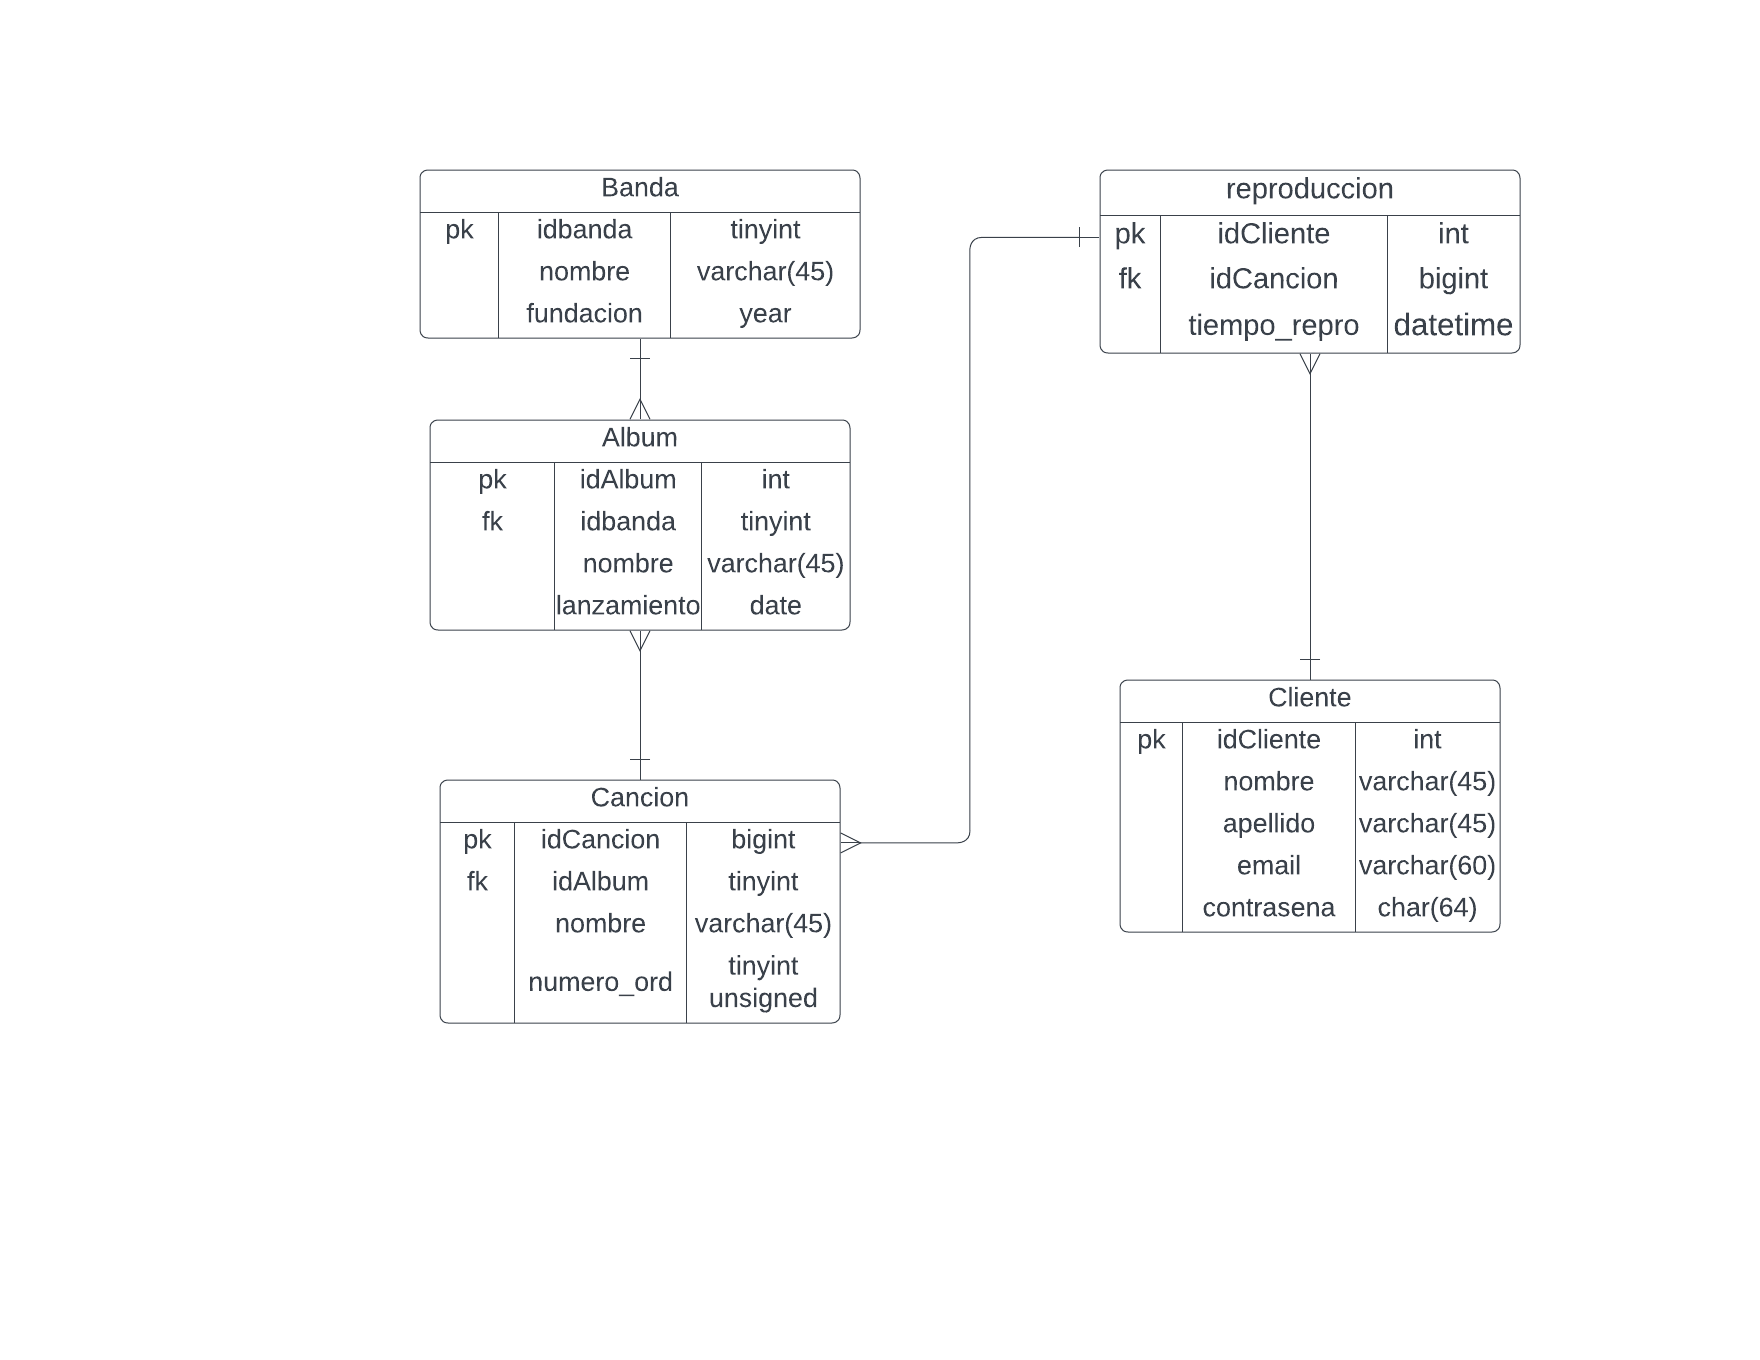 Banda
pk idbanda tinyint
nombre varchar(45)
fundacion year
Album
pk idAlbum int
fk idbanda tinyint
nombre varchar(45)
lanzamiento date
Cancion
pk idCancion bigint
fk idAlbum tinyint
nombre varchar(45)
numero_ord tinyint
unsigned
reproduccion
pk idCliente int
fk idCancion bigint
tiempo_repro datetime
Cliente
pk idCliente int
nombre varchar(45)
apellido varchar(45)
email varchar(60)
contrasena char(64)